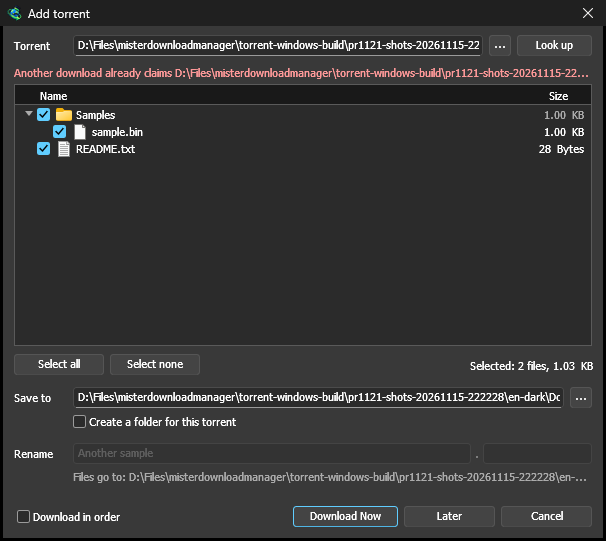 Add torrent
Torrent D:\Files\misterdownloadmanager\torrent-windows-build\pr1121-shots-20261115-22 ... Look up
Another download already claims D:\Files\misterdownloadmanager\torrent-windows-build\pr1121-shots-20261115-22...
Name Size
Samples 1.00 KB
sample.bin 1.00 KB
README.txt 28 Bytes
Select all Select none Selected: 2 files, 1.03 KB
Save to D:\Files\misterdownloadmanager\torrent-windows-build\pr1121-shots-20261115-222228\en-dark\Do ...
Create a folder for this torrent
Rename Another sample .
Files go to: D:\Files\misterdownloadmanager\torrent-windows-build\pr1121-shots-20261115-222228\en-...
Download in order Download Now Later Cancel